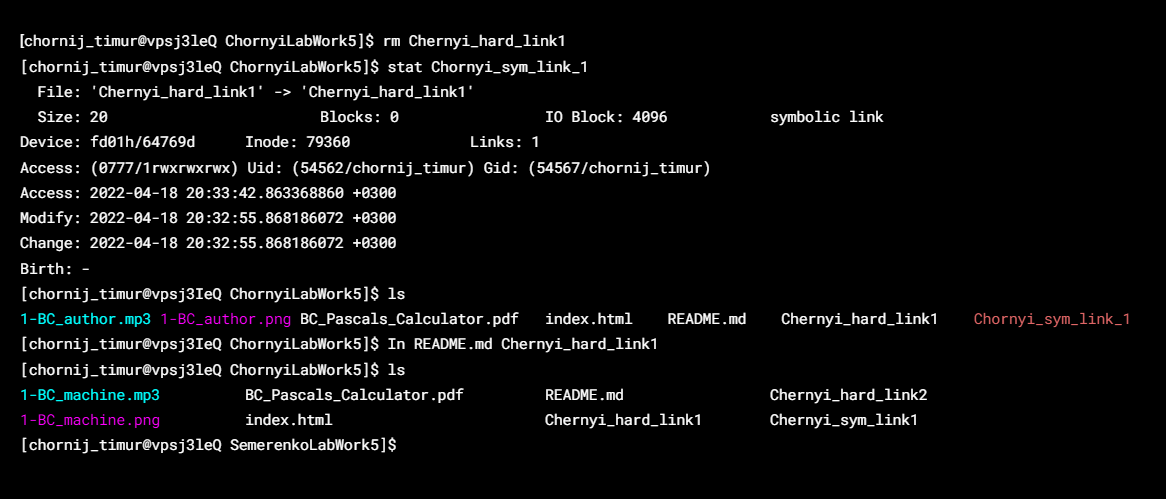 [chornij_timur@vpsj3leQ ChornyiLabWork5]$ rm Chernyi_hard_link1
[chornij_timur@vpsj3leQ ChornyiLabWork5]$ stat Chornyi_sym_link_1
File: 'Chernyi_hard_link1' -> 'Chernyi_hard_link1'
Size: 20 Blocks: 0 IO Block: 4096 symbolic link
Device: fd01h/64769d Inode: 79360 Links: 1
Access: (0777/1rwxrwxrwx) Uid: (54562/chornij_timur) Gid: (54567/chornij_timur)
Access: 2022-04-18 20:33:42.863368860 +0300
Modify: 2022-04-18 20:32:55.868186072 +0300
Change: 2022-04-18 20:32:55.868186072 +0300
Birth: -
[chornij_timur@vpsj3IeQ ChornyiLabWork5]$ ls
1-BC_author.mp3 1-BC_author.png BC_Pascals_Calculator.pdf index.html README.md Chernyi_hard_link1 Chornyi_sym_link_1
[chornij_timur@vpsj3IeQ ChornyiLabWork5]$ In README.md Chernyi_hard_link1
[chornij_timur@vpsj3leQ ChornyiLabWork5]$ ls
1-BC_machine.mp3 BC_Pascals_Calculator.pdf README.md Chernyi_hard_link2
1-BC_machine.png index.html Chernyi_hard_link1 Chernyi_sym_link1
[chornij_timur@vpsj3leQ SemerenkoLabWork5]$